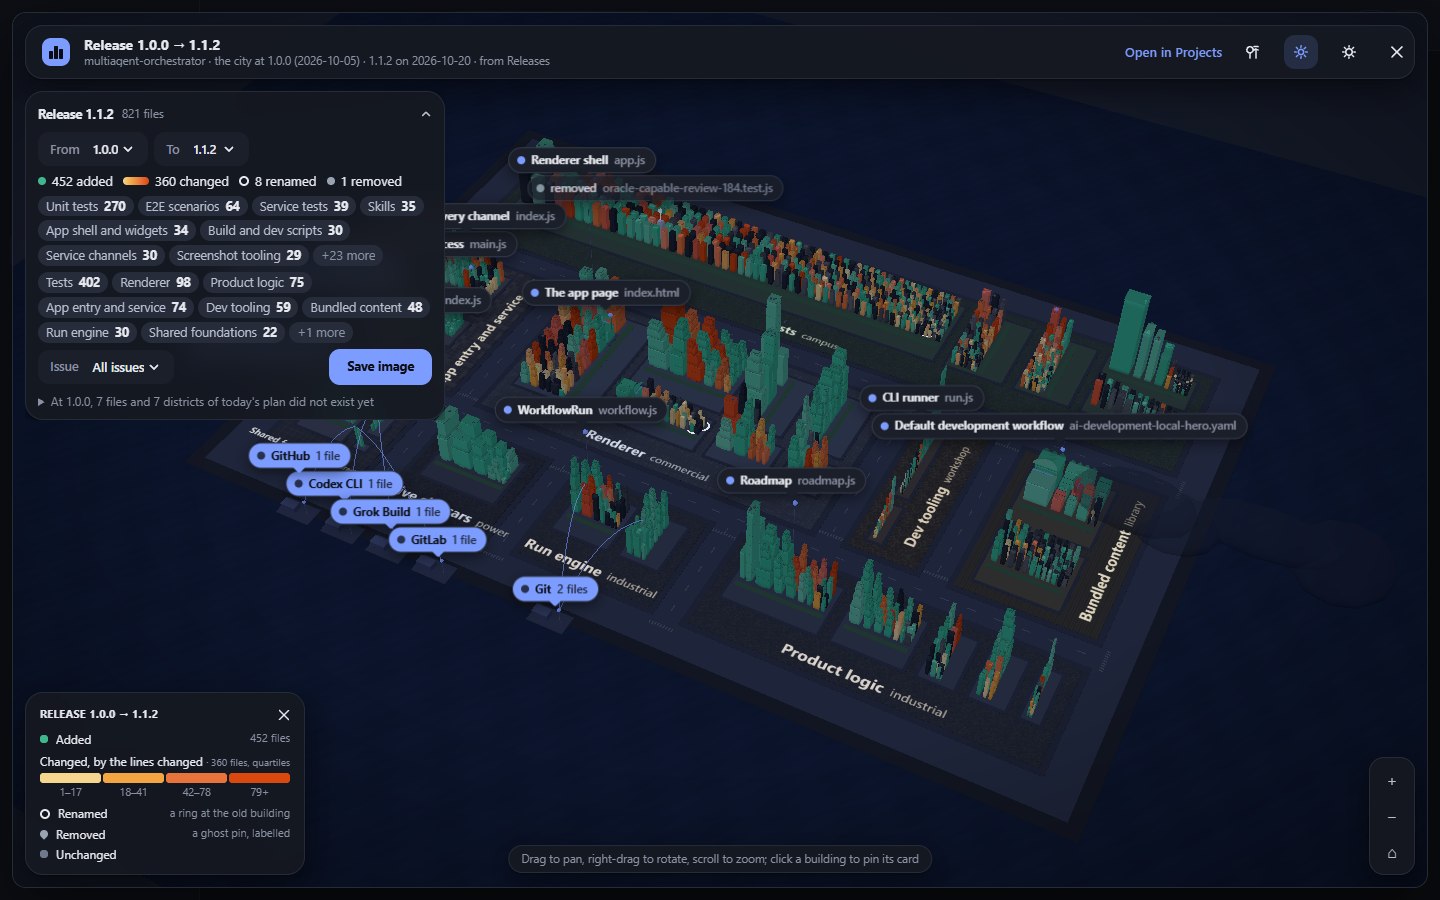 Release 1.0.0 → 1.1.2
multiagent-orchestrator · the city at 1.0.0 (2026-10-05) · 1.1.2 on 2026-10-20 · from Releases
Open in Projects
Release 1.1.2 821 files
From 1.0.0 To 1.1.2
452 added 360 changed 8 renamed 1 removed
Unit tests 270 E2E scenarios 64 Service tests 39 Skills 35
App shell and widgets 34 Build and dev scripts 30
Service channels 30 Screenshot tooling 29 +23 more
Tests 402 Renderer 98 Product logic 75
App entry and service 74 Dev tooling 59 Bundled content 48
Run engine 30 Shared foundations 22 +1 more
Issue All issues Save image
At 1.0.0, 7 files and 7 districts of today's plan did not exist yet
Renderer shell app.js
removed oracle-capable-review-184.test.js
channel index.js
main.js
The app page index.html
entry and service
campus
WorkflowRun workflow.js
CLI runner run.js
Default development workflow ai-development-local-hero.yaml
Renderer commercial
Roadmap roadmap.js
GitHub 1 file
Codex CLI 1 file
Grok Build 1 file
GitLab 1 file
power
Git 2 files
Run engine industrial
Dev tooling workshop
Bundled content library
Product logic industrial
RELEASE 1.0.0 → 1.1.2
Added 452 files
Changed, by the lines changed · 360 files, quartiles
1–17 18–41 42–78 79+
Renamed a ring at the old building
Removed a ghost pin, labelled
Unchanged
Drag to pan, right-drag to rotate, scroll to zoom; click a building to pin its card